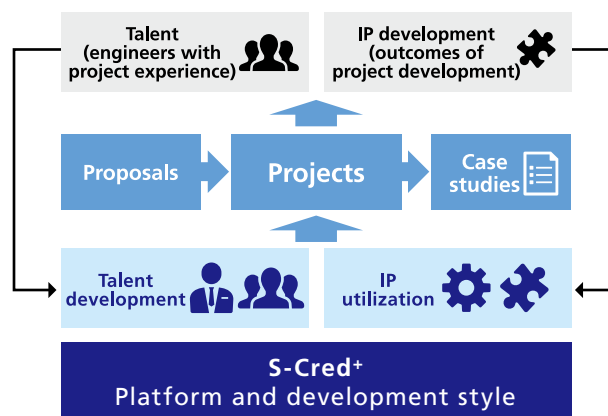 Talent
(engineers with
project experience)
IP development
(outcomes of
project development)
Proposals
Projects
Case
studies
Talent
development
IP
utilization
S-Cred+
Platform and development style